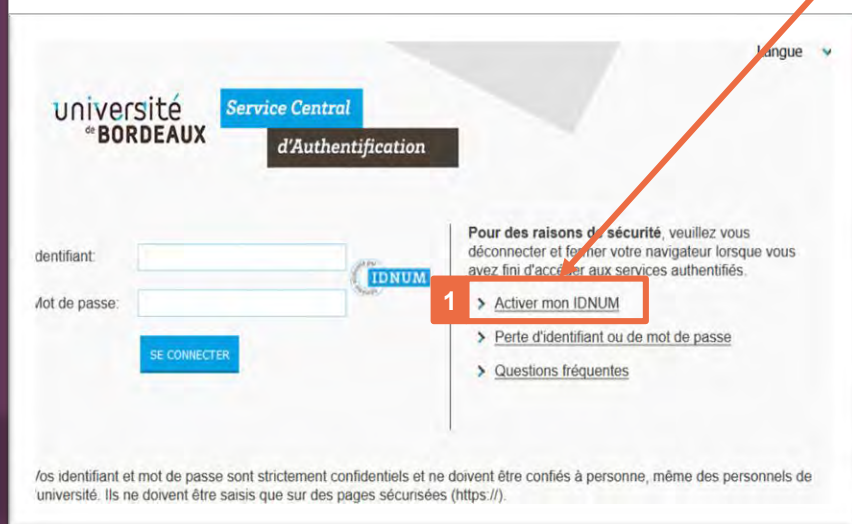 Langue
université
de BORDEAUX
Service Central
d'Authentification
dentifiant:
IDNUM
Mot de passe:
SE CONNECTER
Pour des raisons de sécurité, veuillez vous
déconnecter et fermer votre navigateur lorsque vous
avez fini d'accéder aux services authentifiés.
1 Activer mon IDNUM
Perte d'identifiant ou de mot de passe
Questions fréquentes
Vos identifiant et mot de passe sont strictement confidentiels et ne doivent être confiés à personne, même des personnels de
l'université. Ils ne doivent être saisis que sur des pages sécurisées (https://).